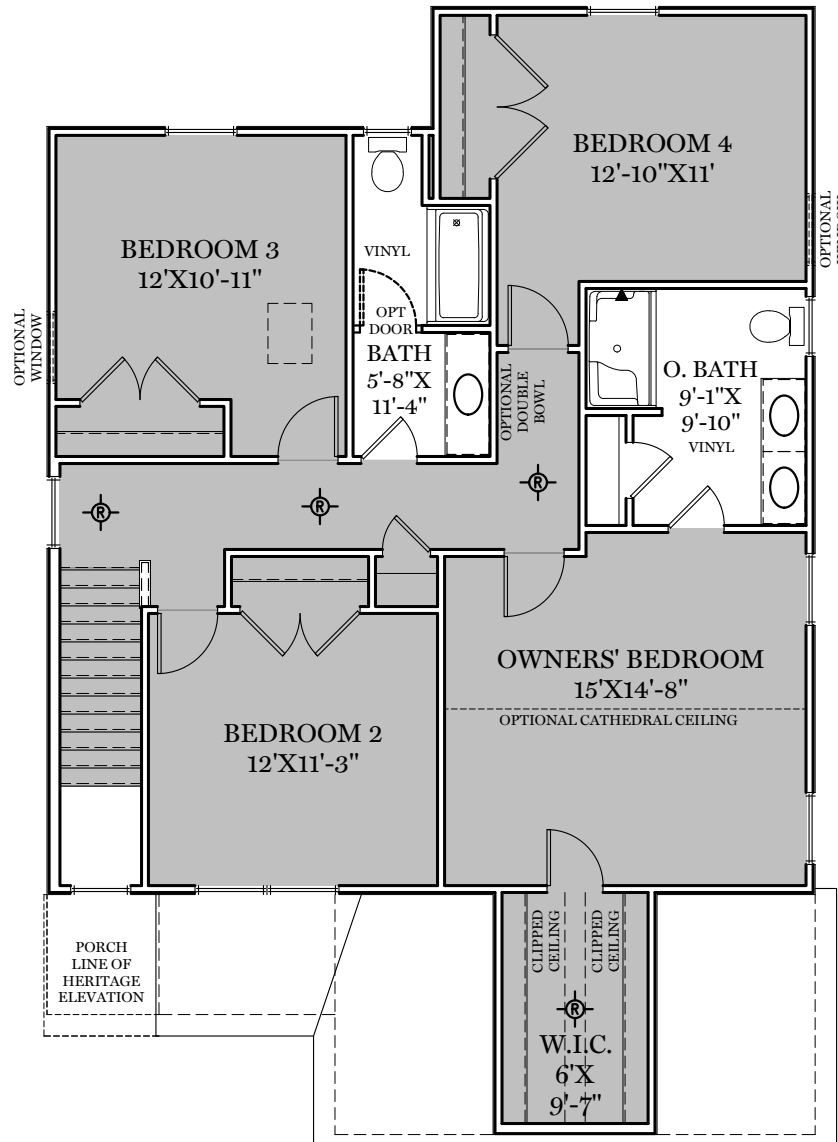 BEDROOM 4
12'-10"X11'
BEDROOM 3
12'X10'-11"
OPTIONAL
WINDOW
VINYL
OPT
DOOR
BATH
5'-8"X
11'-4"
OPTIONAL
DOUBLE
BOWL
OPTIONAL
O. BATH
9'-1"X
9'-10"
VINYL
R
R
R
OWNERS' BEDROOM
15'X14'-8"
OPTIONAL CATHEDRAL CEILING
BEDROOM 2
12'X11'-3"
PORCH
LINE OF
HERITAGE
ELEVATION
CLIPPED
CEILING
CLIPPED
CEILING
R
W.I.C.
6'X
9'-7"